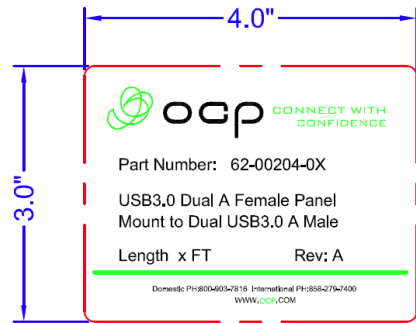 4.0"
3.0"
ocp CONNECT WITH
CONFIDENCE
Part Number: 62-00204-0X
USB3.0 Dual A Female Panel
Mount to Dual USB3.0 A Male
Length x FT Rev: A
Domestic PH:800-903-7816 International PH:858-279-7400
WWW.OCP.COM